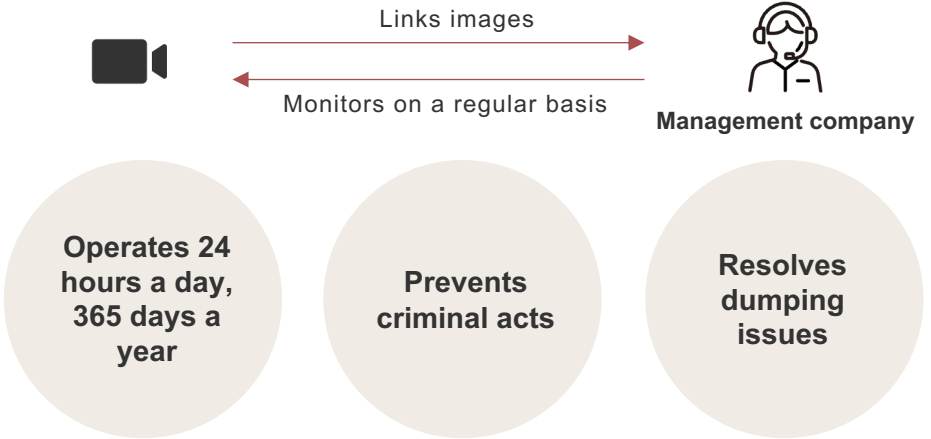 Links images
Monitors on a regular basis
Management company
Operates 24
hours a day,
365 days a
year
Prevents
criminal acts
Resolves
dumping
issues